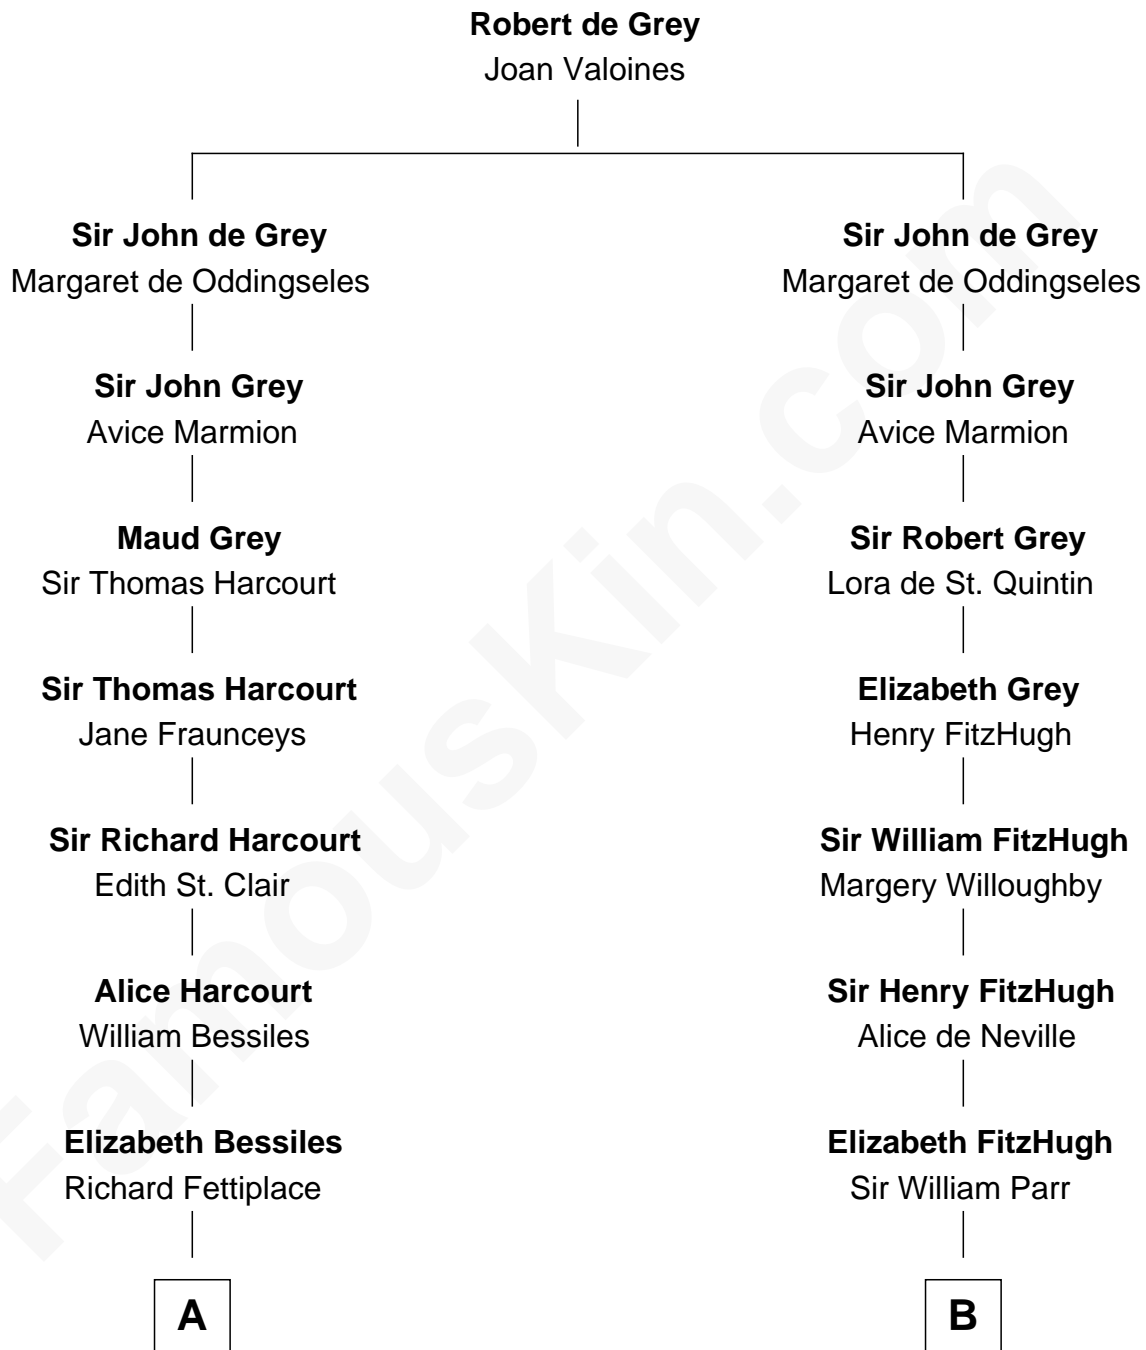 Robert de Grey
Joan Valoines
Sir John de Grey
Margaret de Oddingseles
Sir John Grey
Avice Marmion
Maud Grey
Sir Thomas Harcourt
Sir Thomas Harcourt
Jane Fraunceys
Sir Richard Harcourt
Edith St. Clair
Alice Harcourt
William Bessiles
Elizabeth Bessiles
Richard Fettiplace
A
Sir John de Grey
Margaret de Oddingseles
Sir John Grey
Avice Marmion
Sir Robert Grey
Lora de St. Quintin
Elizabeth Grey
Henry FitzHugh
Sir William FitzHugh
Margery Willoughby
Sir Henry FitzHugh
Alice de Neville
Elizabeth FitzHugh
Sir William Parr
B
FamousKin.com